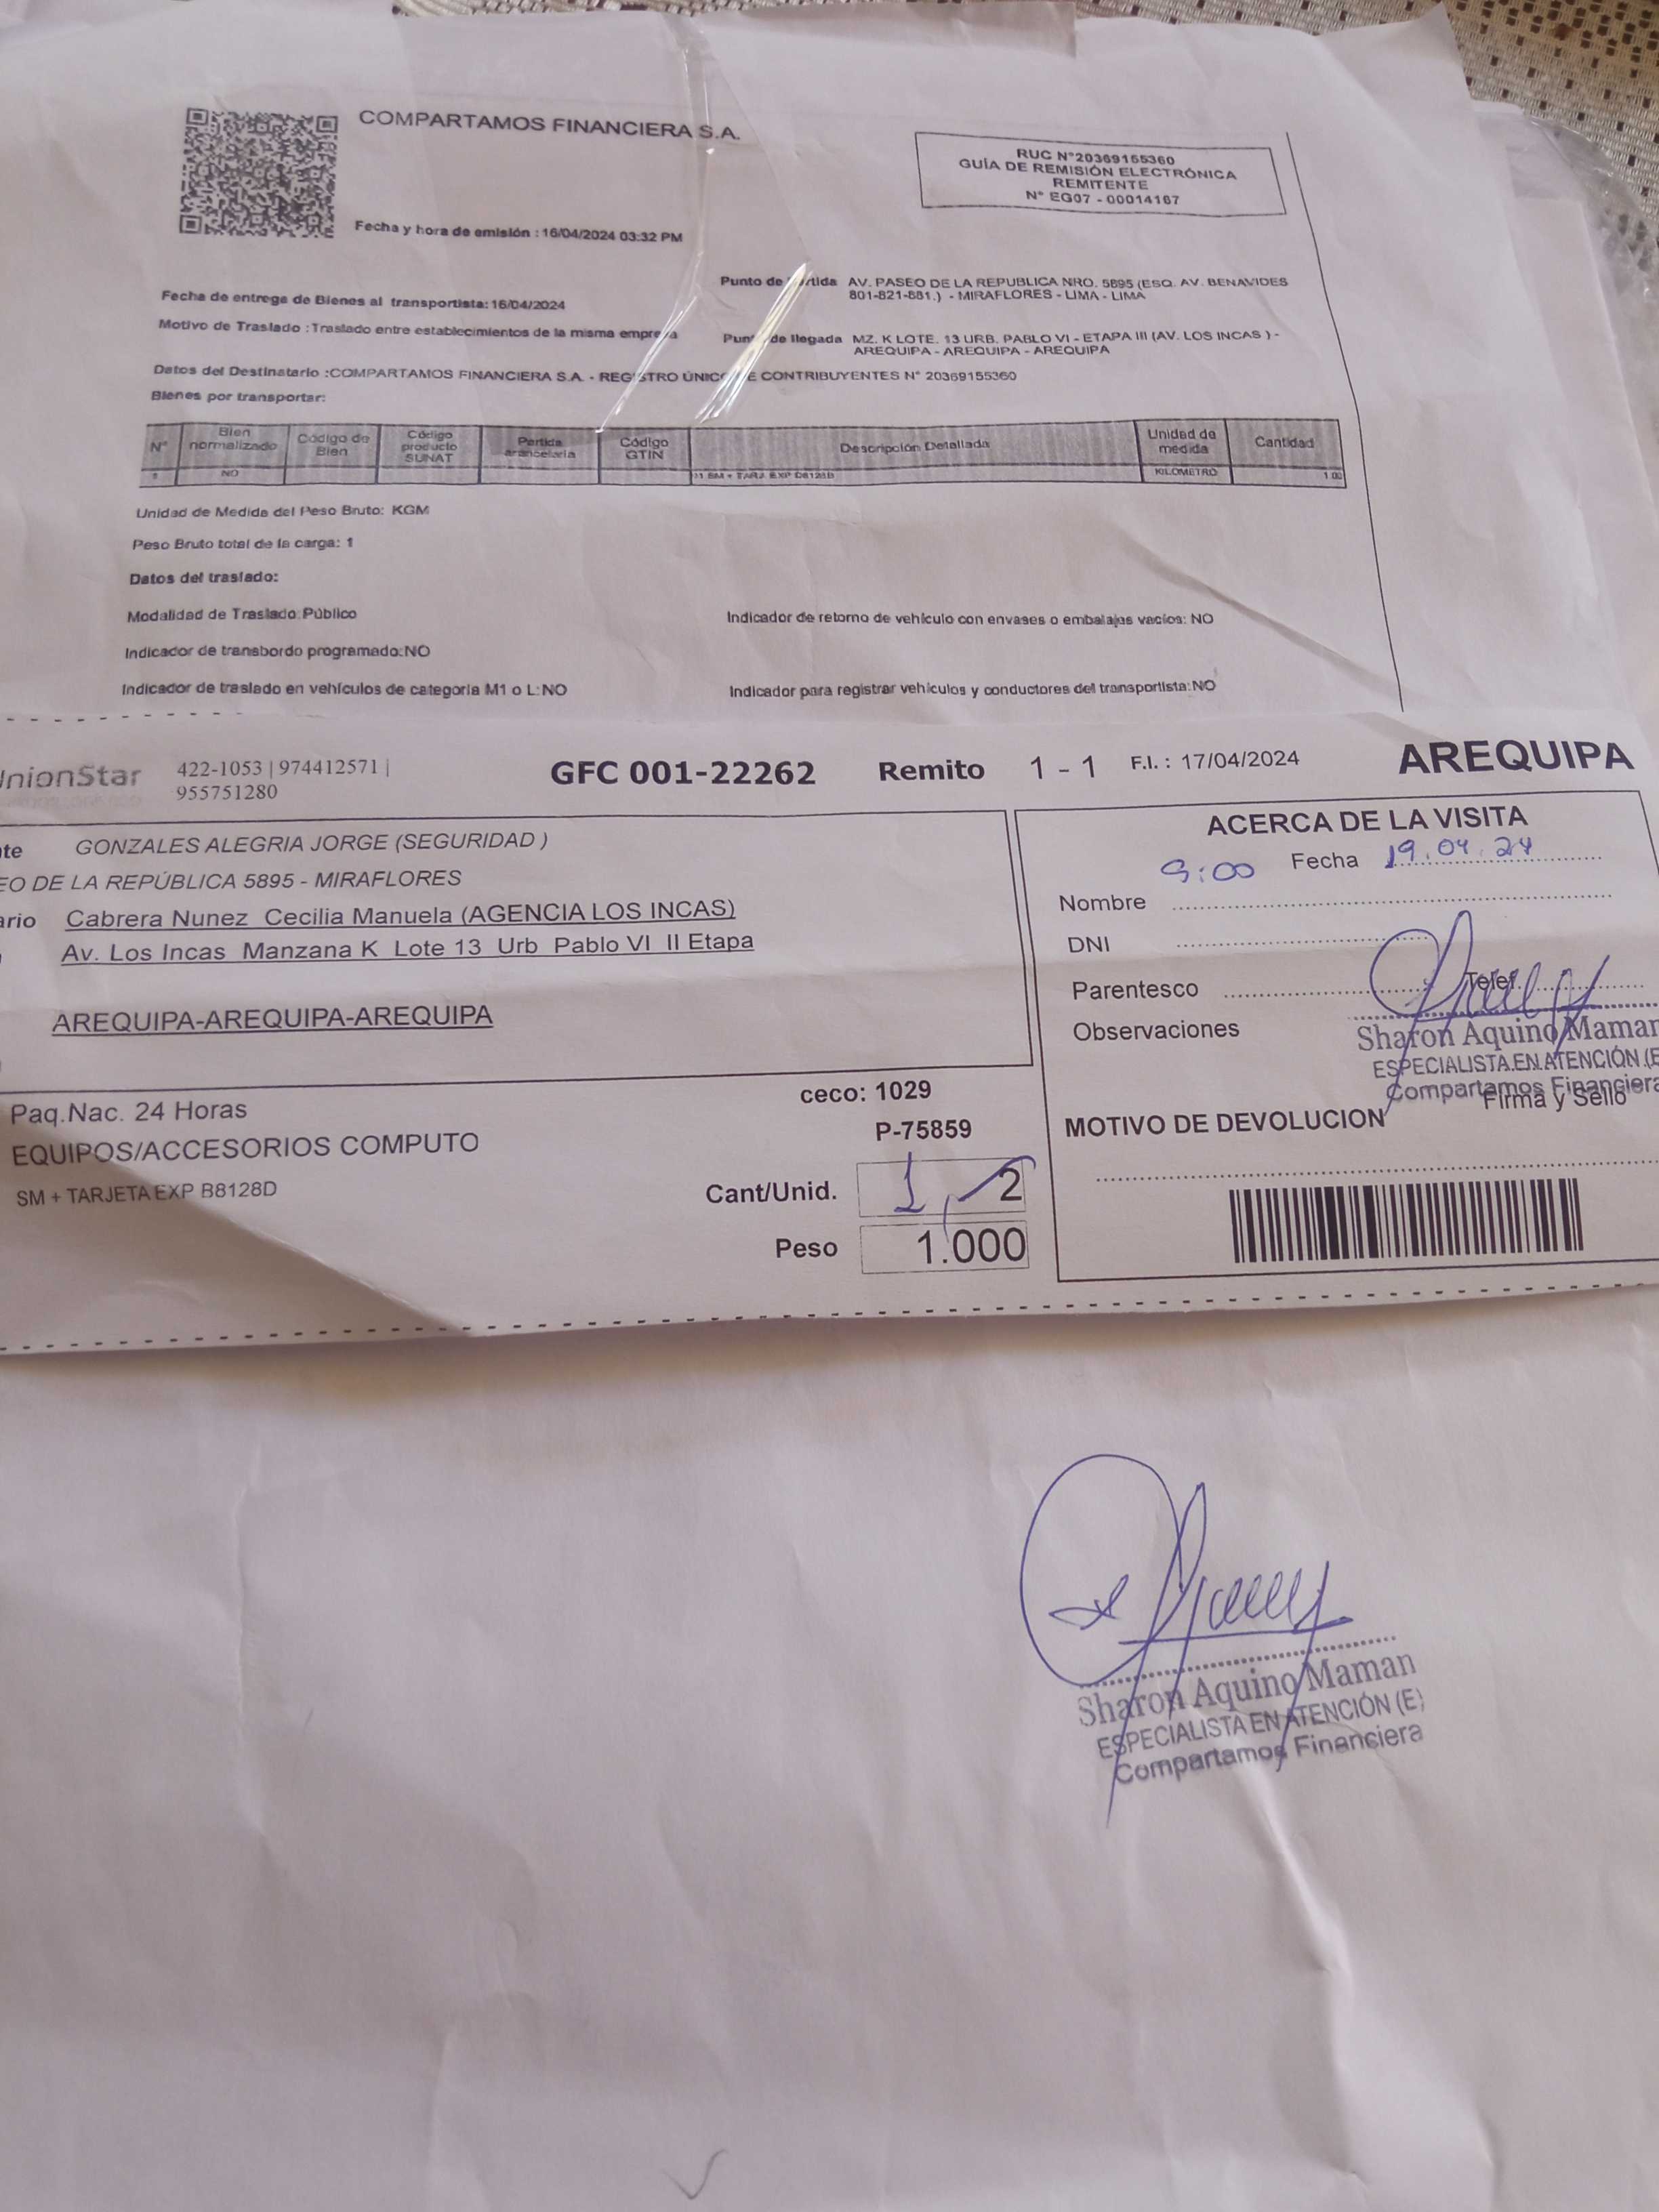 COMPARTAMOS FINANCIERA S.A.
RUC N°20369155360
GUÍA DE REMISIÓN ELECTRÓNICA
REMITENTE
N° EG07 - 00014167
Fecha y hora de emisión : 16/04/2024 03:32 PM
Fecha de entrega de Bienes al transportista: 16/04/2024
Punto de Partida AV. PASEO DE LA REPUBLICA NRO. 5895 (ESQ. AV. BENAVIDES
801-821-881.) - MIRAFLORES - LIMA - LIMA
Motivo de Traslado :Traslado entre establecimientos de la misma empresa
Punto de llegada MZ. K LOTE. 13 URB. PABLO VI - ETAPA III (AV. LOS INCAS ) -
AREQUIPA - AREQUIPA - AREQUIPA
Datos del Destinatario :COMPARTAMOS FINANCIERA S.A. - REGISTRO ÚNICO DE CONTRIBUYENTES N° 20369155360
Bienes por transportar:
N° Bien normalizado Código de Bien Código producto SUNAT Partida arancelaria Código GTIN Descripción Detallada Unidad de medida Cantidad
1 NO KILOMETRO 1.00
Unidad de Medida del Peso Bruto: KGM
Peso Bruto total de la carga: 1
Datos del traslado:
Modalidad de Traslado:Público
Indicador de retorno de vehículo con envases o embalajes vacíos: NO
Indicador de transbordo programado:NO
Indicador de traslado en vehículos de categoría M1 o L:NO
Indicador para registrar vehículos y conductores del transportista:NO
UnionStar
422-1053 | 974412571 |
955751280
GFC 001-22262 Remito 1 - 1 F.I. : 17/04/2024 AREQUIPA
te GONZALES ALEGRIA JORGE (SEGURIDAD )
EO DE LA REPÚBLICA 5895 - MIRAFLORES
ario Cabrera Nunez Cecilia Manuela (AGENCIA LOS INCAS)
Av. Los Incas Manzana K Lote 13 Urb Pablo VI II Etapa
AREQUIPA-AREQUIPA-AREQUIPA
ACERCA DE LA VISITA
9:00 Fecha 19.04.24
Nombre
DNI
Parentesco Telef.
Observaciones
Sharon Aquino Maman
ESPECIALISTA EN ATENCIÓN (E
Compartamos Financiera
Firma y Sello
MOTIVO DE DEVOLUCION
Paq.Nac. 24 Horas
EQUIPOS/ACCESORIOS COMPUTO
SM + TARJETA EXP B8128D
ceco: 1029
P-75859
Cant/Unid. 1 2
Peso 1.000
Sharon Aquino Maman
ESPECIALISTA EN ATENCIÓN (E)
Compartamos Financiera